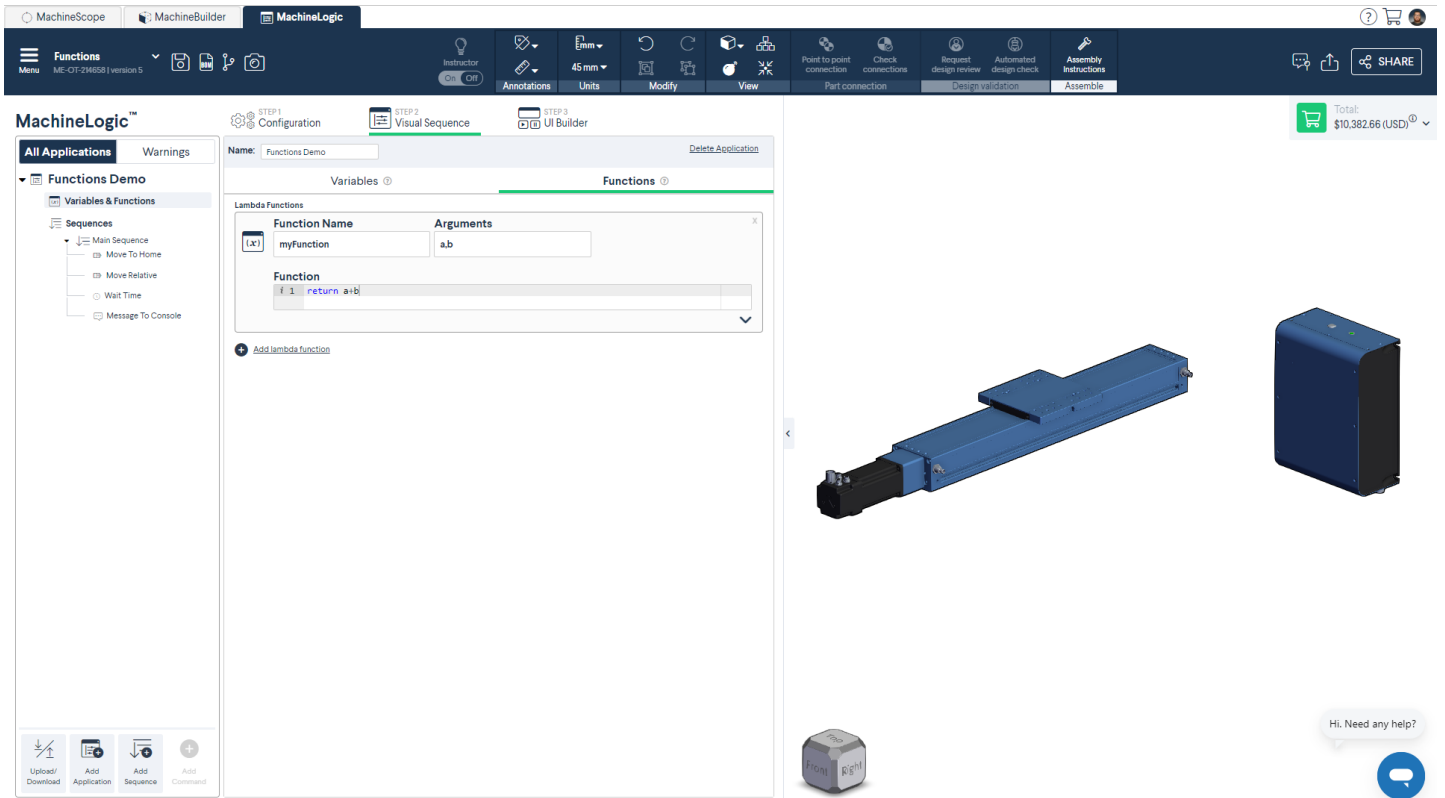 MachineScope
MachineBuilder
MachineLogic
Menu
Functions
ME-OT-214658 | version 5
BOM
Instructor
On Off
Annotations
mm
45 mm
Units
Modify
View
Point to point
connection
Check
connections
Part connection
Request
design review
Automated
design check
Design validation
Assembly
Instructions
Assemble
SHARE
MachineLogic™
STEP 1
Configuration
STEP 2
Visual Sequence
STEP 3
UI Builder
Total:
$10,382.66 (USD)
All Applications
Warnings
Functions Demo
Variables & Functions
Sequences
Main Sequence
Move To Home
Move Relative
Wait Time
Message To Console
Name: Functions Demo
Delete Application
Variables ?
Functions ?
Lambda Functions
x
(x)
Function Name
Arguments
myFunction
a,b
Function
i 1 return a+b
Add lambda function
Upload/
Download
Add
Application
Add
Sequence
Add
Command
Top
Front
Right
Hi. Need any help?